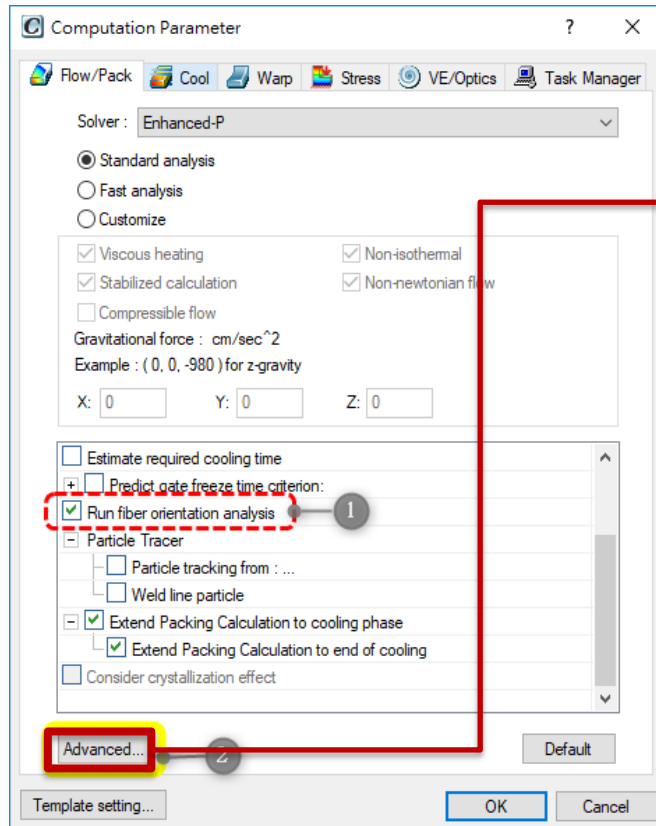 Computation Parameter ? X
Flow/Pack Cool Warp Stress VE/Optics Task Manager
Solver : Enhanced-P
Standard analysis
Fast analysis
Customize
Viscous heating Non-isothermal
Stabilized calculation Non-newtonian flow
Compressible flow
Gravitational force : cm/sec^2
Example : ( 0, 0, -980 ) for z-gravity
X: 0 Y: 0 Z: 0
Estimate required cooling time
Predict gate freeze time criterion:
Run fiber orientation analysis 1
Particle Tracer
Particle tracking from : ...
Weld line particle
Extend Packing Calculation to cooling phase
Extend Packing Calculation to end of cooling
Consider crystallization effect
Advanced... 2 Default
Template setting... OK Cancel